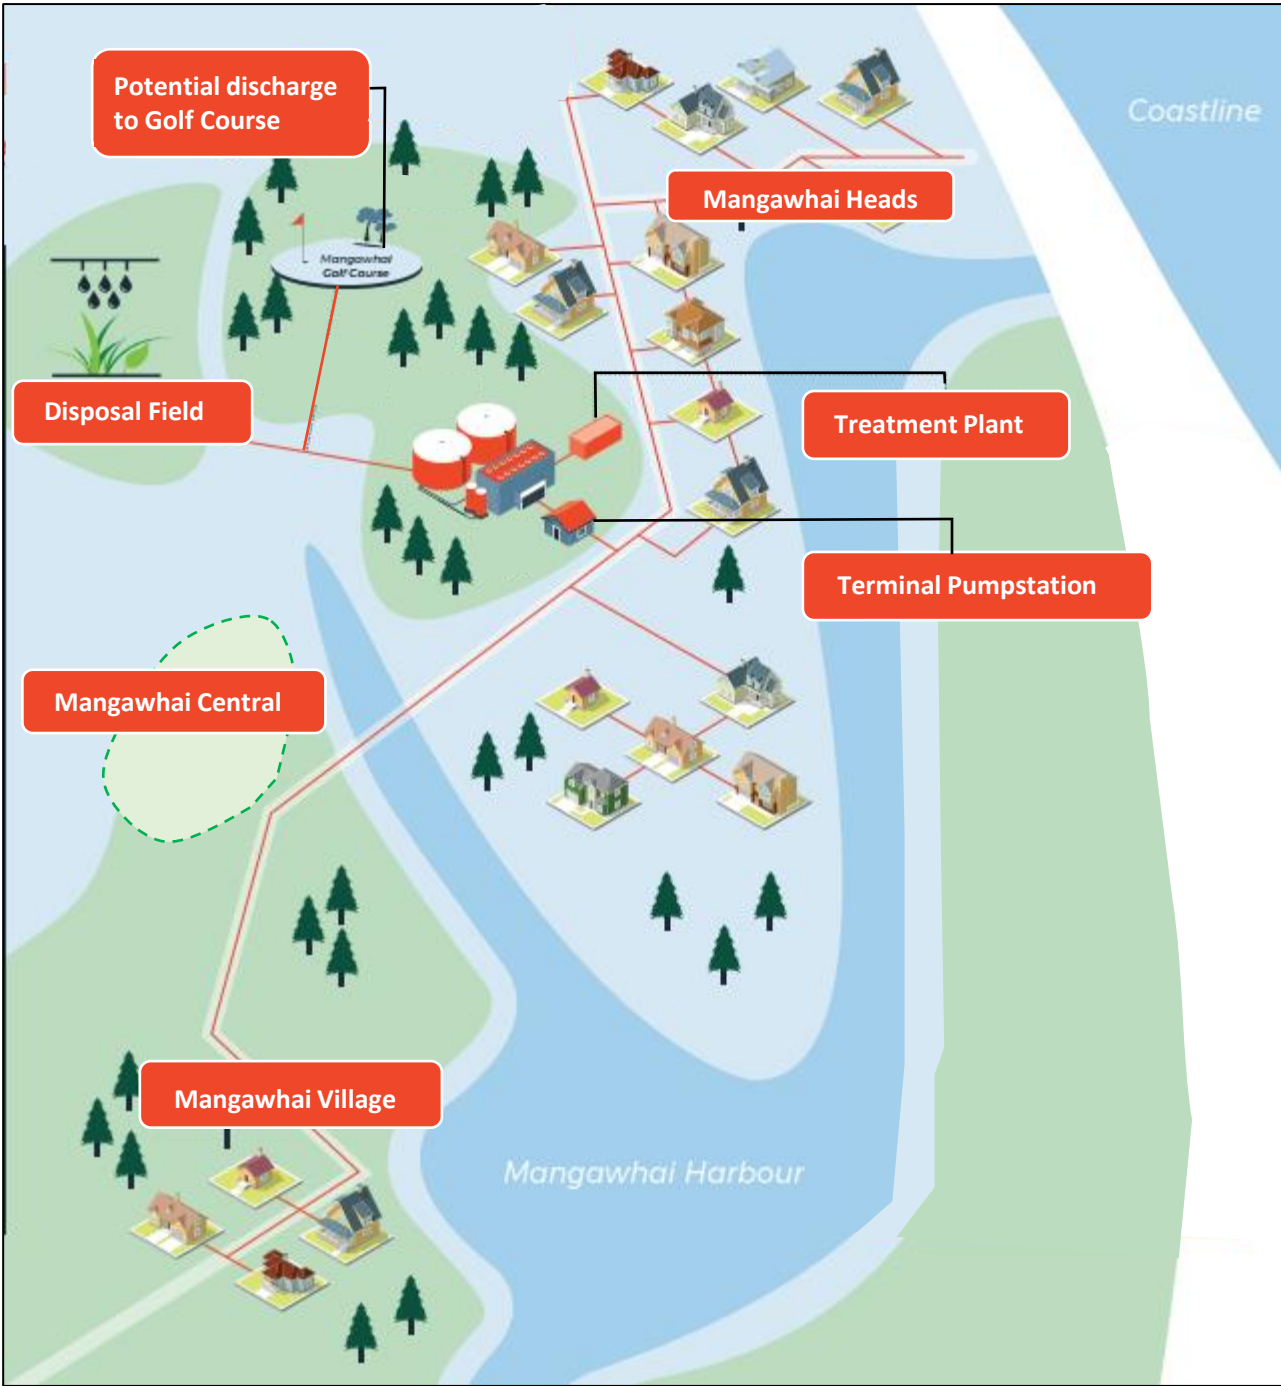 Potential discharge
to Golf Course
Coastline
Mangawhai Heads
Mangawhai
Golf Course
Disposal Field
Treatment Plant
Terminal Pumpstation
Mangawhai Central
Mangawhai Village
Mangawhai Harbour